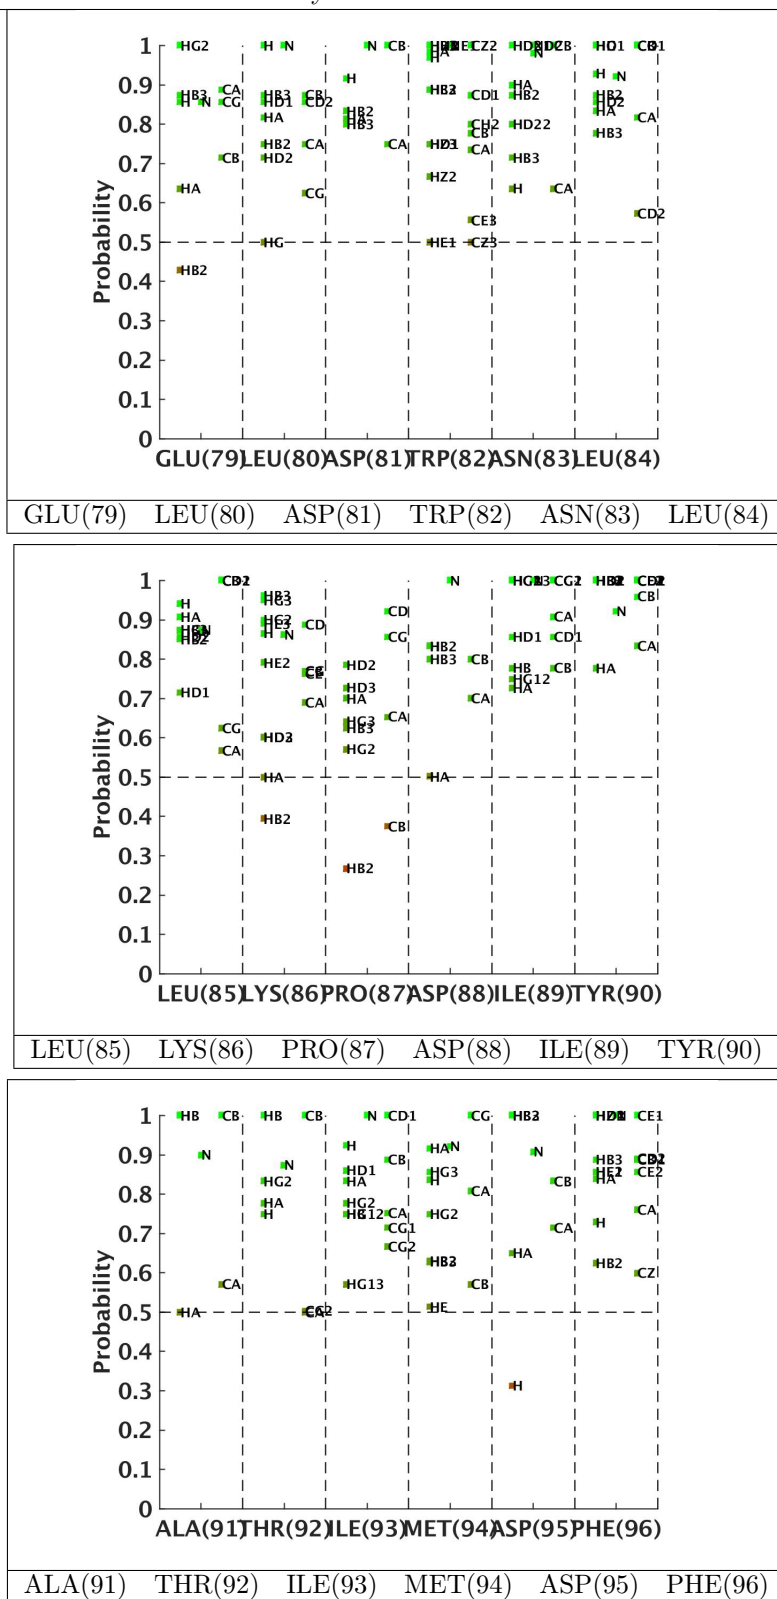 1
0.9
0.8
0.7
0.6
0.5
0.4
0.3
0.2
0.1
0
Probability
HG2
HB3
H N
HA
HB2
CA
CG
CB
H N
HB3
HD1
HA
HB2
HD2
HG
CB
CD2
CA
CG
N CB
H
HB2
HA
HB3
CA
CZ2
HA
H
CD1
CH2
CB
CA
HZ2
CE3
HE1 CZ3
N
HA
HB2
HD22
HB3
H CA
H N
HB2
HD2
HA
HB3
CA
CD2
GLU(79) LEU(80) ASP(81) TRP(82) ASN(83) LEU(84)
GLU(79) LEU(80) ASP(81) TRP(82) ASN(83) LEU(84)
1
0.9
0.8
0.7
0.6
0.5
0.4
0.3
0.2
0.1
0
Probability
H
HA
N
HB2
HD1
CG
CA
HB3
HG3
HG2
HE3
H N
CD
HE2
CA
HA
HB2
CD
CG
HD2
HD3
HA
CA
HG3
HB3
HG2
CB
HB2
N
HB2
HB3 CB
CA
HA
CA
HD1 CD1
HB CB
HG12
HA
CB
N
CA
HA
LEU(85) LYS(86) PRO(87) ASP(88) ILE(89) TYR(90)
LEU(85) LYS(86) PRO(87) ASP(88) ILE(89) TYR(90)
1
0.9
0.8
0.7
0.6
0.5
0.4
0.3
0.2
0.1
0
Probability
HB CB
N
CA
HA
HB CB
N
HG2
HA
H
N CD1
H
CB
HD1
HA
HG2
CA
CG1
CG2
HG13
CG
HA N
HG3
H
CA
HG2
CB
HE
N
CB
CA
HA
H
CE1
HB3
CE2
HA
CA
H
HB2
CZ
ALA(91) THR(92) ILE(93) MET(94) ASP(95) PHE(96)
ALA(91) THR(92) ILE(93) MET(94) ASP(95) PHE(96)